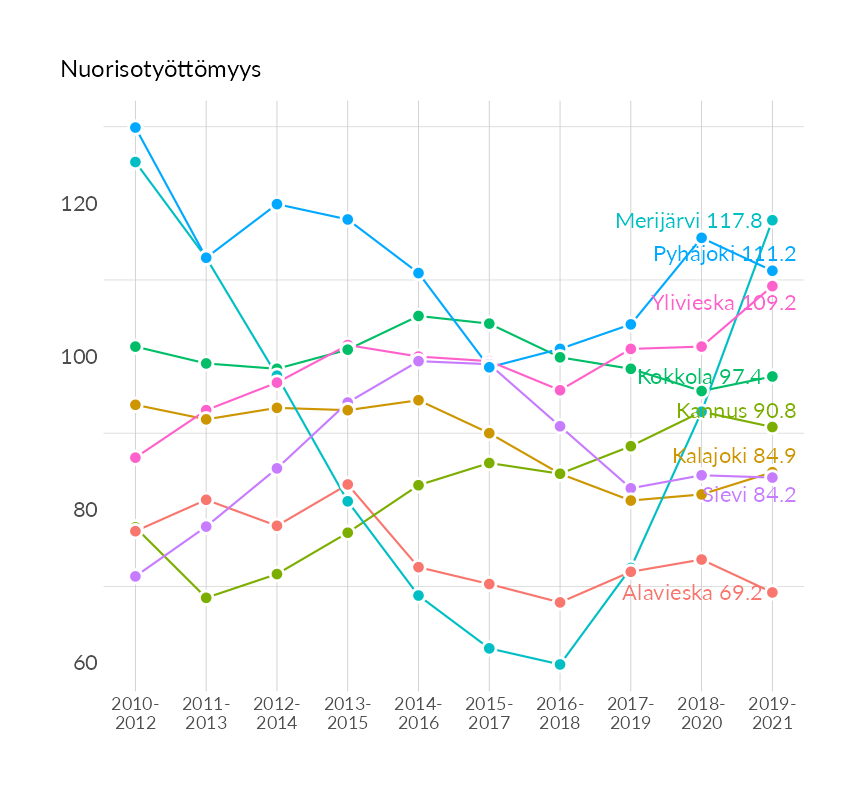 Nuorisotyöttömyys
120
100
80
60
Merijärvi 117.8
Pyhäjoki 111.2
Ylivieska 109.2
Kokkola 97.4
Kannus 90.8
Kalajoki 84.9
Sievi 84.2
Alavieska 69.2
2010-
2012
2011-
2013
2012-
2014
2013-
2015
2014-
2016
2015-
2017
2016-
2018
2017-
2019
2018-
2020
2019-
2021